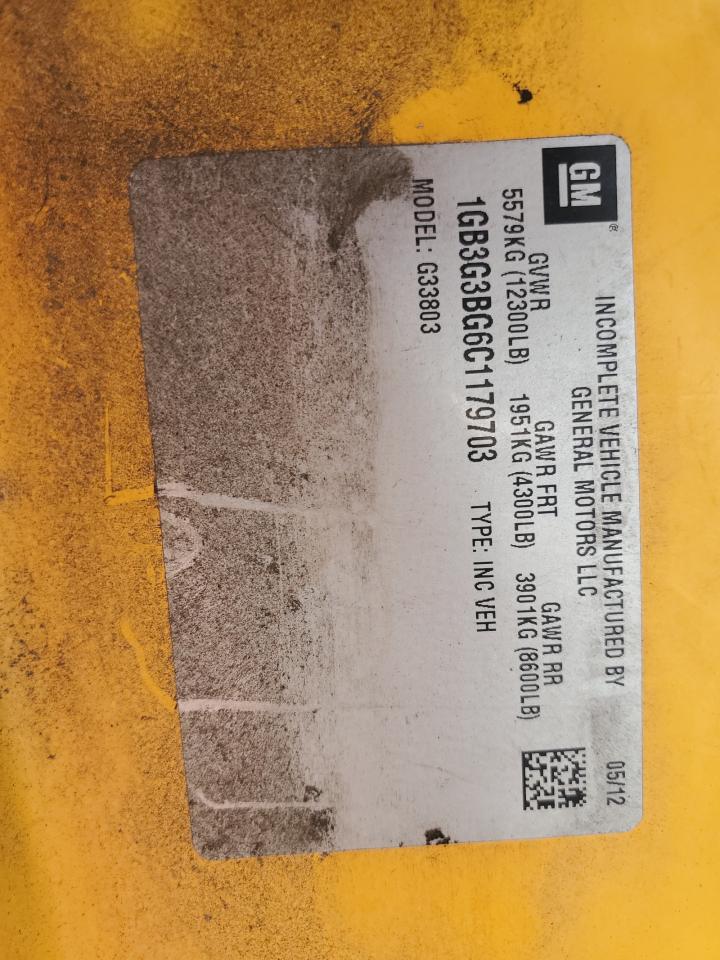 GM®
INCOMPLETE VEHICLE MANUFACTURED BY
GENERAL MOTORS LLC
05/12
GVWR GAWR FRT GAWR RR
5579KG (12300LB) 1951KG (4300LB) 3901KG (8600LB)
1GB3G3BG6C1179703 TYPE: INC VEH
MODEL: G33803